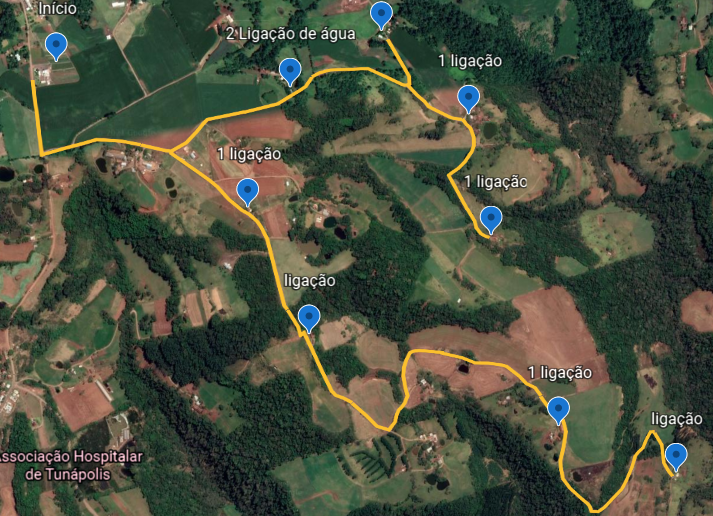 Início
2 Ligação de água
1 ligação
1 ligação
1 ligação
ligação
1 ligação
ligação
Associação Hospitalar
de Tunápolis